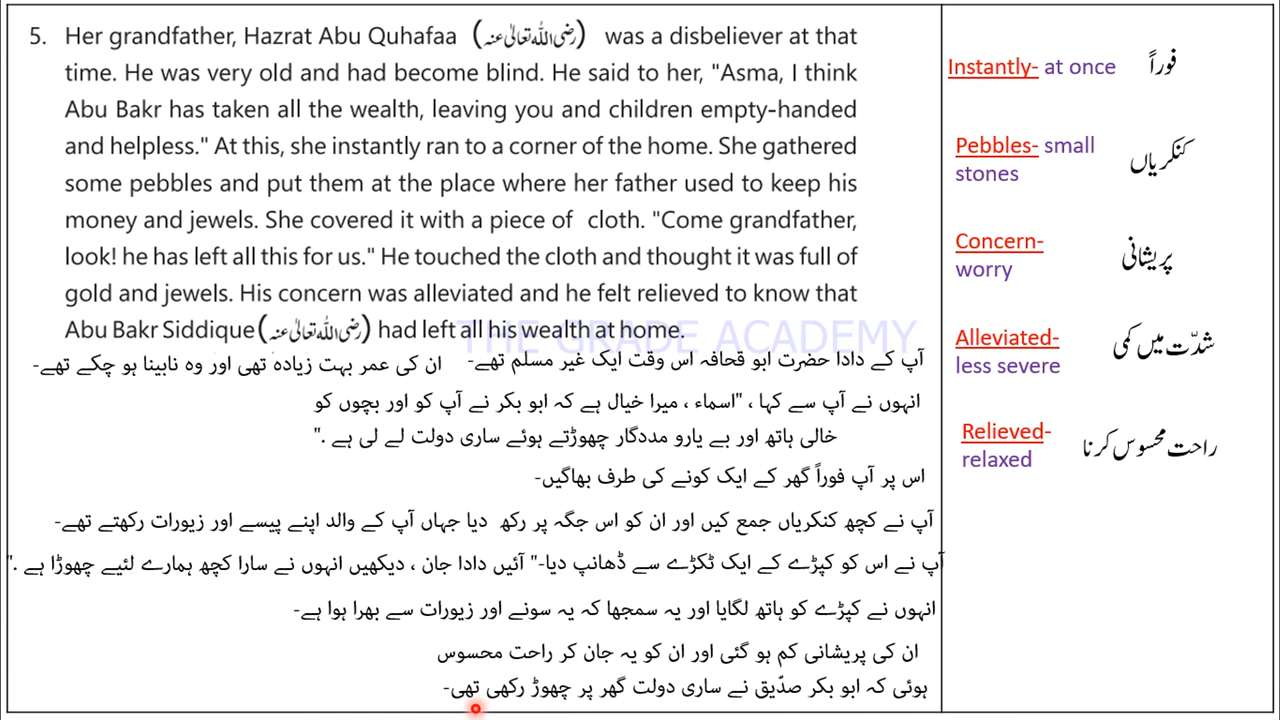 5. Her grandfather, Hazrat Abu Quhafaa (رضی اللہ تعالیٰ عنہ) was a disbeliever at that
time. He was very old and had become blind. He said to her, "Asma, I think
Abu Bakr has taken all the wealth, leaving you and children empty-handed
and helpless." At this, she instantly ran to a corner of the home. She gathered
some pebbles and put them at the place where her father used to keep his
money and jewels. She covered it with a piece of cloth. "Come grandfather,
look! he has left all this for us." He touched the cloth and thought it was full of
gold and jewels. His concern was alleviated and he felt relieved to know that
Abu Bakr Siddique (رضی اللہ تعالیٰ عنہ) had left all his wealth at home.
THE GRADE ACADEMY
آپ کے دادا حضرت ابو قحافہ اس وقت ایک غیر مسلم تھے- ان کی عمر بہت زیادہ تھی اور وہ نابینا ہو چکے تھے-
انہوں نے آپ سے کہا ، "اسماء ، میرا خیال ہے کہ ابو بکر نے آپ کو اور بچوں کو
خالی ہاتھ اور بے یارو مددگار چھوڑتے ہوئے ساری دولت لے لی ہے ."
اس پر آپ فوراً گھر کے ایک کونے کی طرف بھاگیں-
آپ نے کچھ کنکریاں جمع کیں اور ان کو اس جگہ پر رکھ دیا جہاں آپ کے والد اپنے پیسے اور زیورات رکھتے تھے-
آپ نے اس کو کپڑے کے ایک ٹکڑے سے ڈھانپ دیا-" آئیں دادا جان ، دیکھیں انہوں نے سارا کچھ ہمارے لئیے چھوڑا ہے ."
انہوں نے کپڑے کو ہاتھ لگایا اور یہ سمجھا کہ یہ سونے اور زیورات سے بھرا ہوا ہے-
ان کی پریشانی کم ہو گئی اور ان کو یہ جان کر راحت محسوس
ہوئی کہ ابو بکر صدّیق نے ساری دولت گھر پر چھوڑ رکھی تھی-
Instantly- at once فوراً
Pebbles- small
stones کنکریاں
Concern-
worry پریشانی
Alleviated-
less severe شدّت میں کمی
Relieved-
relaxed راحت محسوس کرنا